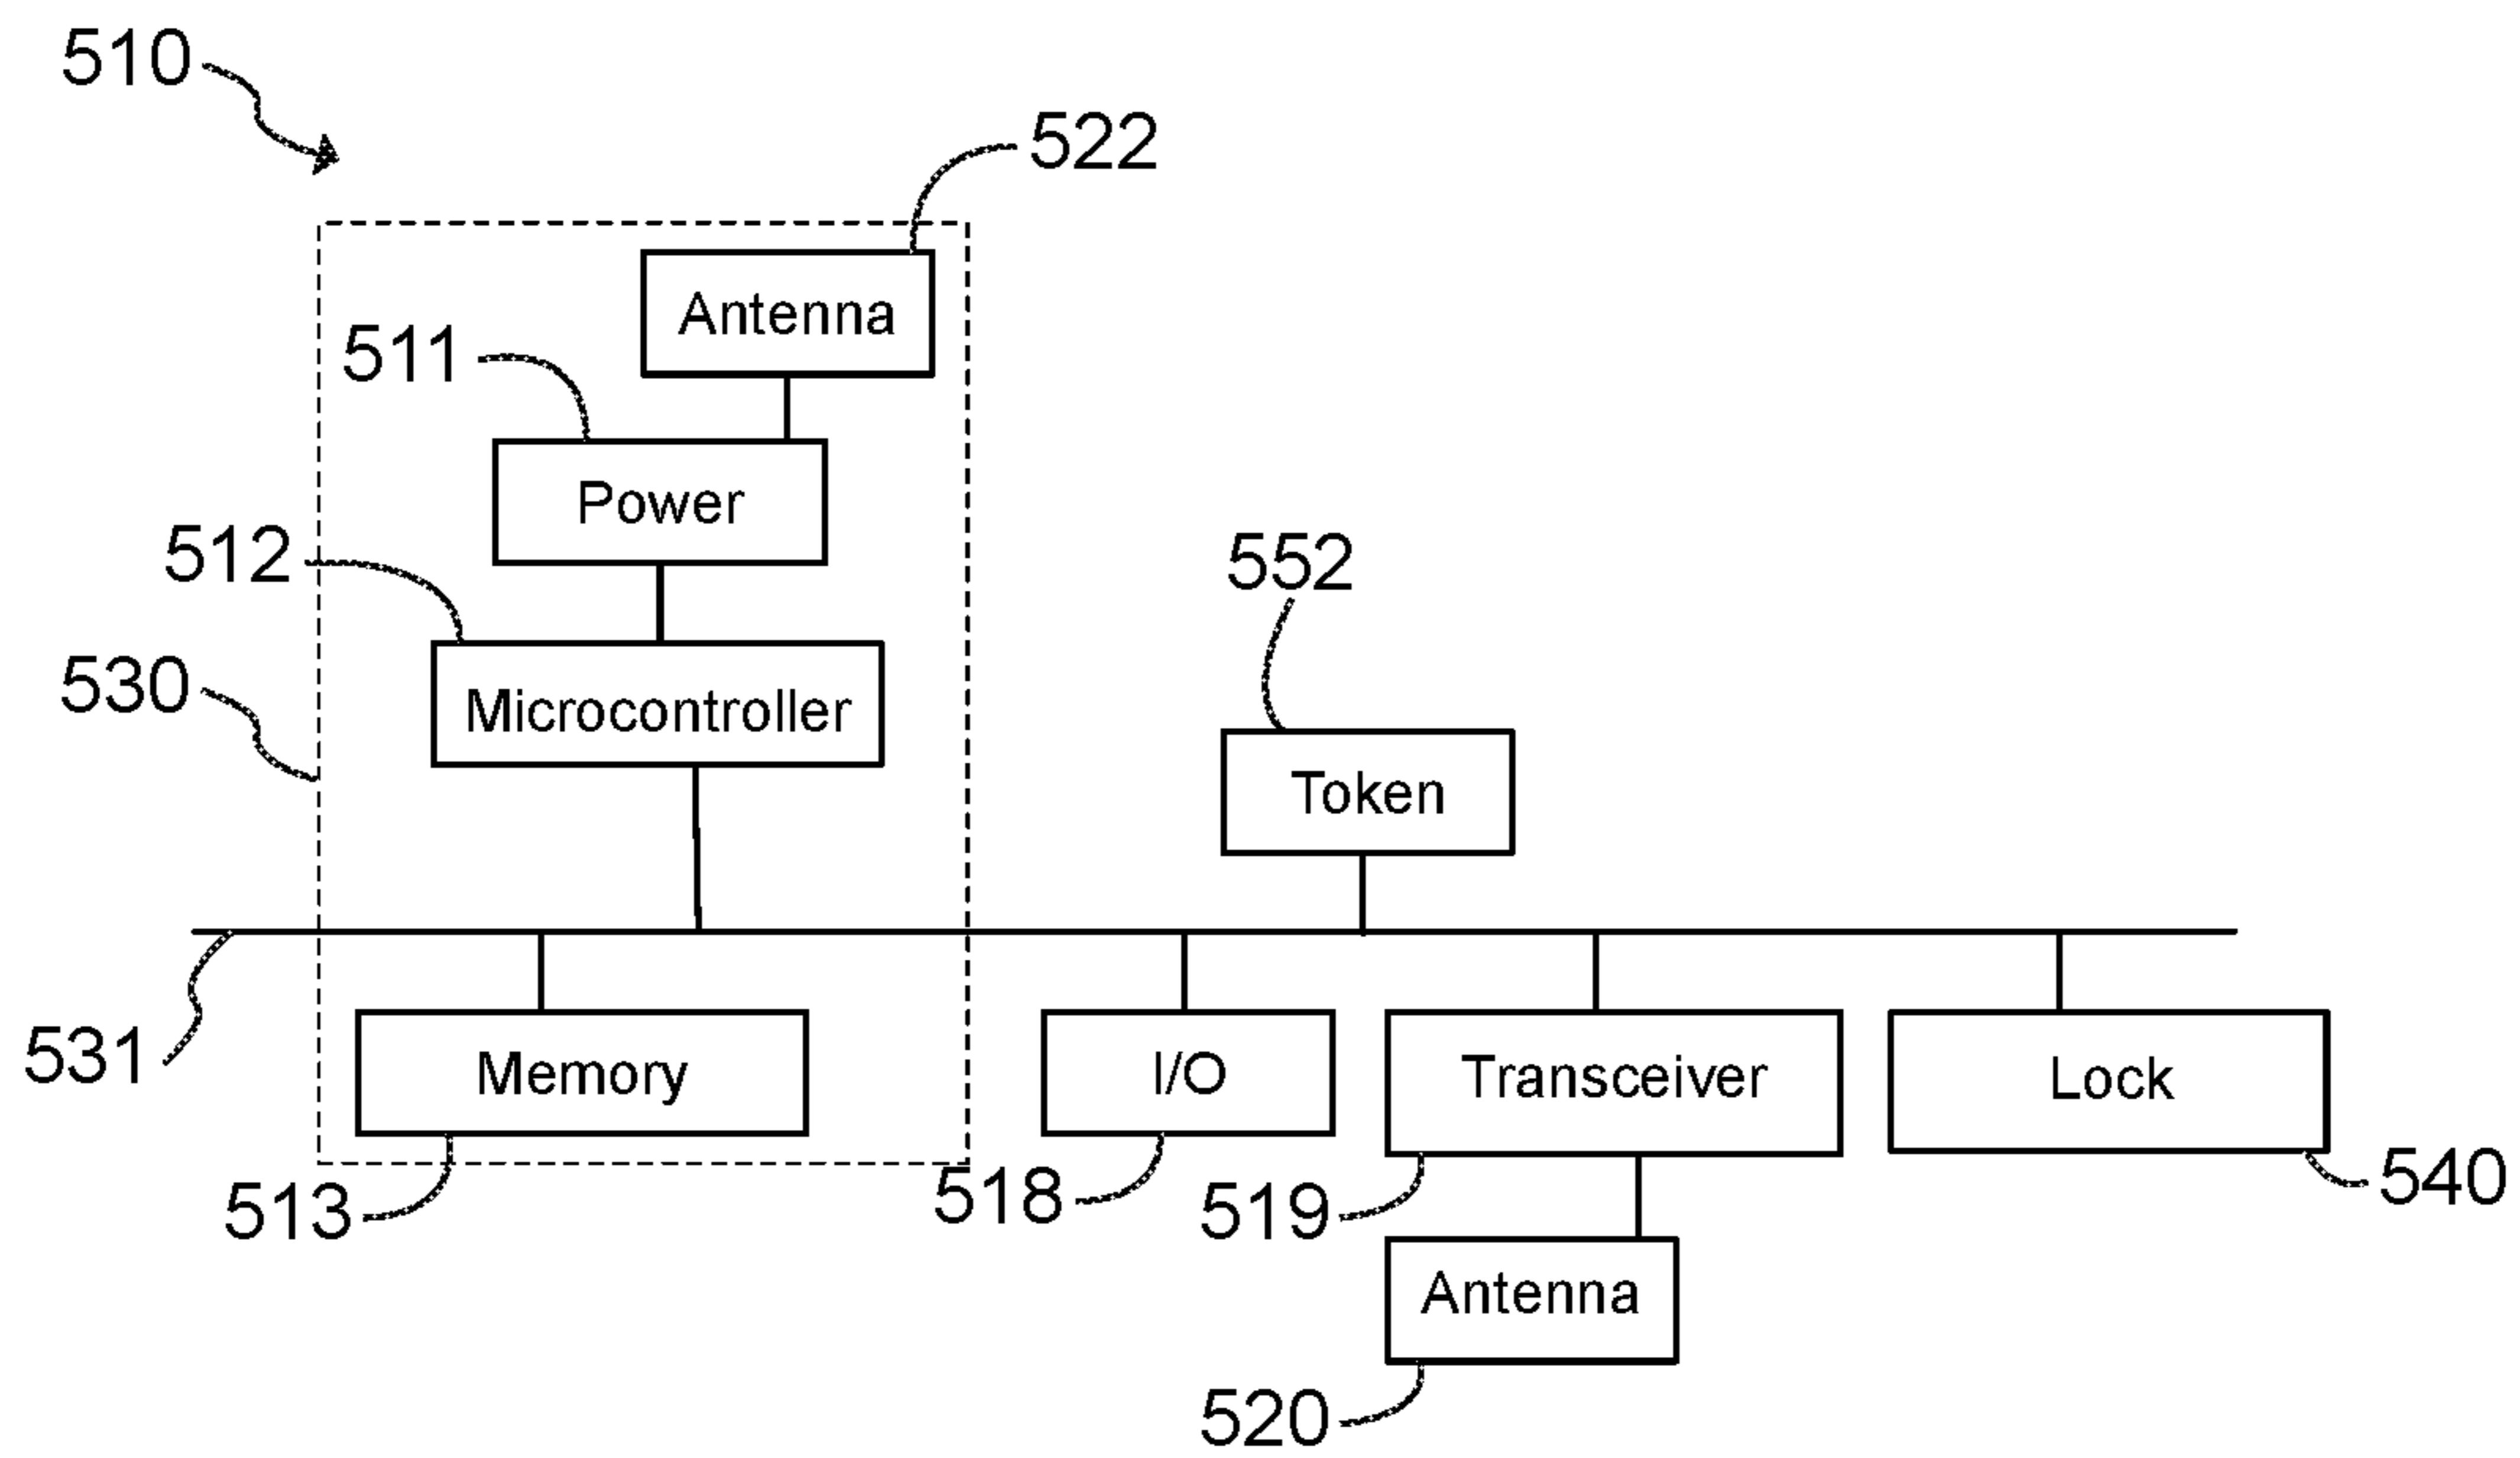 510
522
Antenna
511
Power
512
552
530
Microcontroller
Token
531
Memory
I/O
Transceiver
Lock
513
518
519
540
Antenna
520